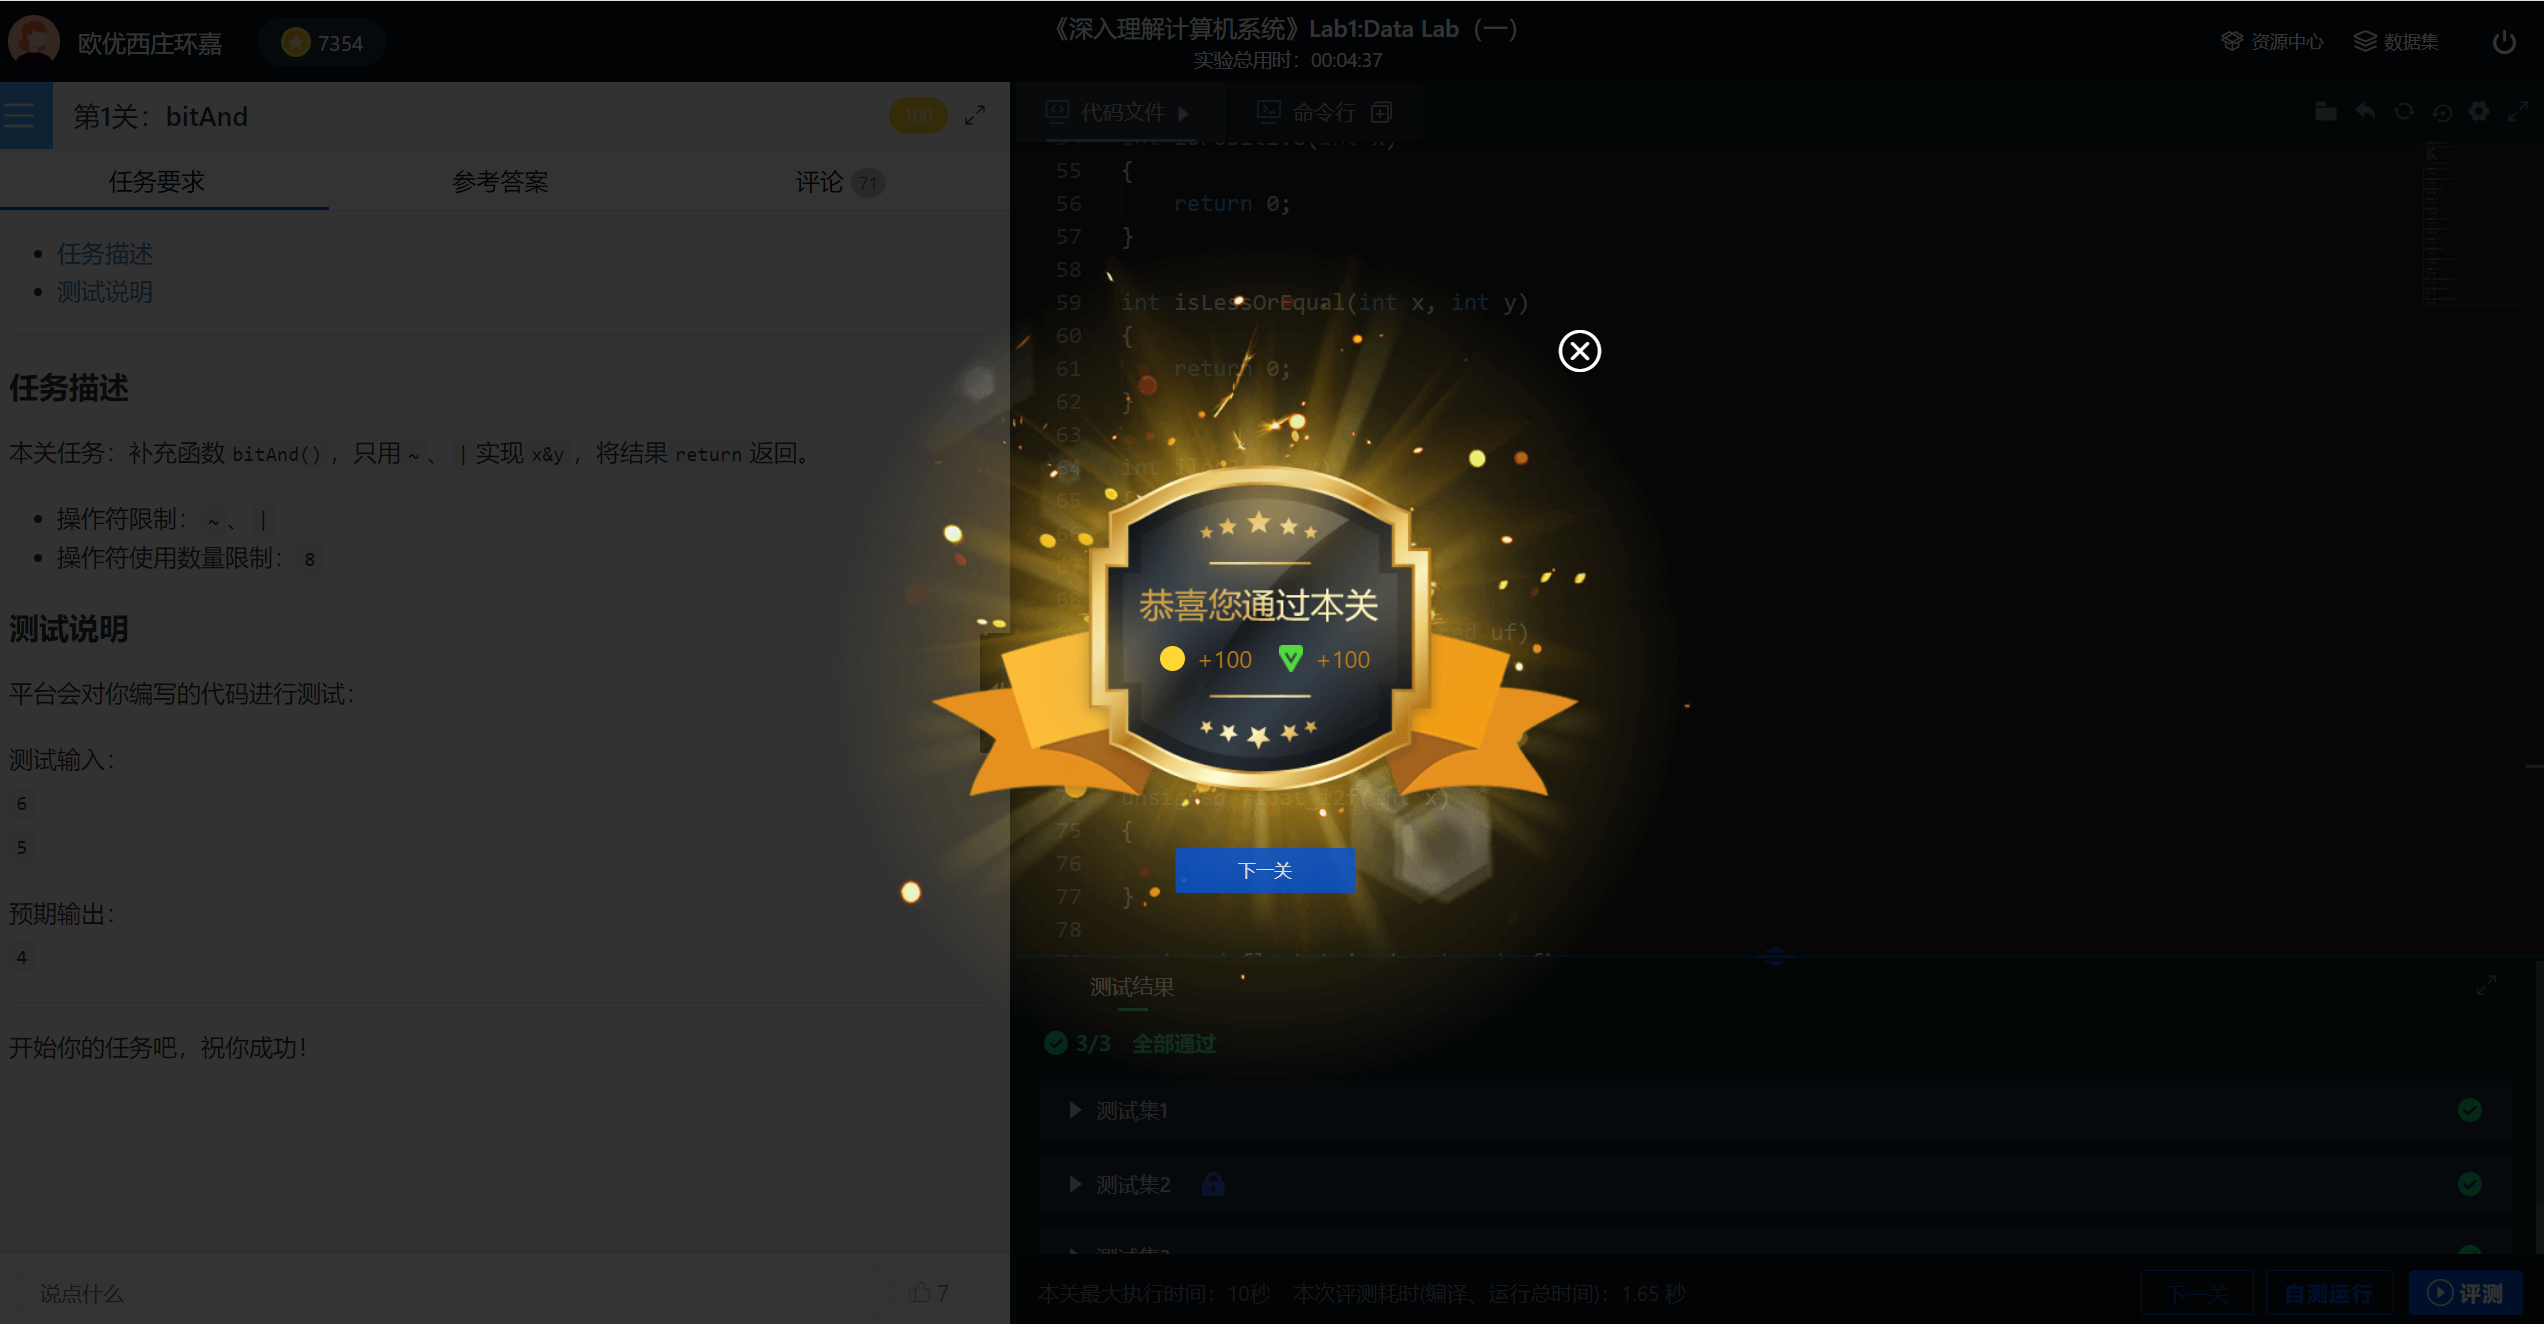 欧优西庄环嘉
7354
《深入理解计算机系统》Lab1:Data Lab（一）
实验总用时：00:04:37
资源中心
数据集
第1关：bitAnd
100
任务要求
参考答案
评论 71
任务描述
测试说明
任务描述
本关任务：补充函数 bitAnd()，只用 ~、 | 实现 x&y，将结果 return 返回。
操作符限制： ~、 |
操作符使用数量限制： 8
测试说明
平台会对你编写的代码进行测试：
测试输入：
6
5
预期输出：
4
开始你的任务吧，祝你成功！
说点什么
7
代码文件
命令行
55 {
56 return 0;
57 }
58
59 int isLessOrEqual(int x, int y)
60 {
61 return 0;
62 }
63
64 int
65
uf)
恭喜您通过本关
+100 +100
75 {
76
77 }
78
下一关
测试结果
3/3 全部通过
测试集1
测试集2
测试集3
本关最大执行时间：10秒 本次评测耗时(编译、运行总时间)：1.65 秒
下一关
自测运行
评测